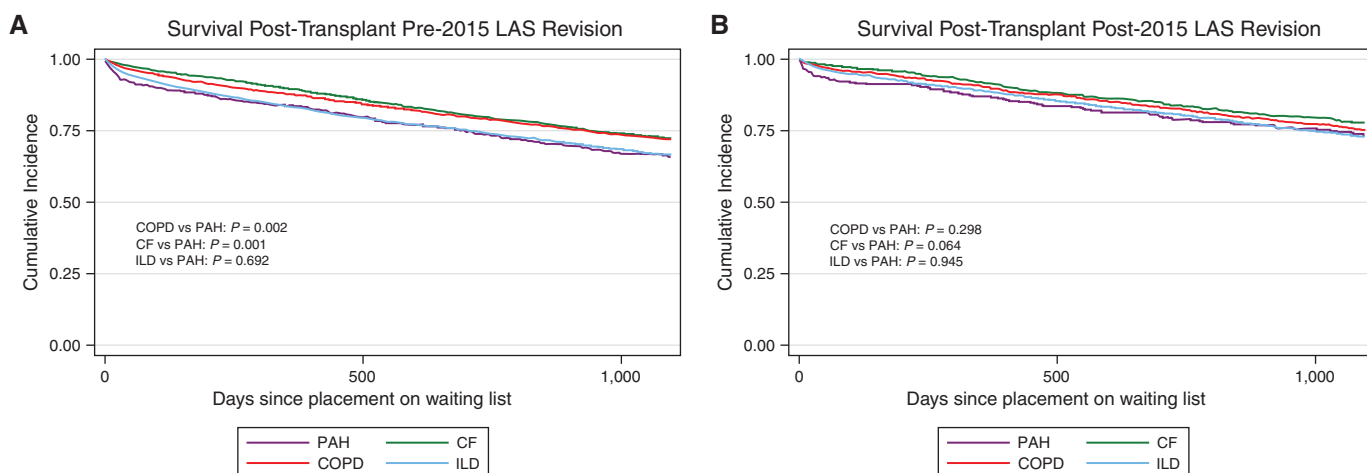 A
Survival Post-Transplant Pre-2015 LAS Revision
Cumulative Incidence
1.00
0.75
0.50
0.25
0.00
COPD vs PAH: P = 0.002
CF vs PAH: P = 0.001
ILD vs PAH: P = 0.692
0 500 1,000
Days since placement on waiting list
PAH CF
COPD ILD
B
Survival Post-Transplant Post-2015 LAS Revision
Cumulative Incidence
1.00
0.75
0.50
0.25
0.00
COPD vs PAH: P = 0.298
CF vs PAH: P = 0.064
ILD vs PAH: P = 0.945
0 500 1,000
Days since placement on waiting list
PAH CF
COPD ILD